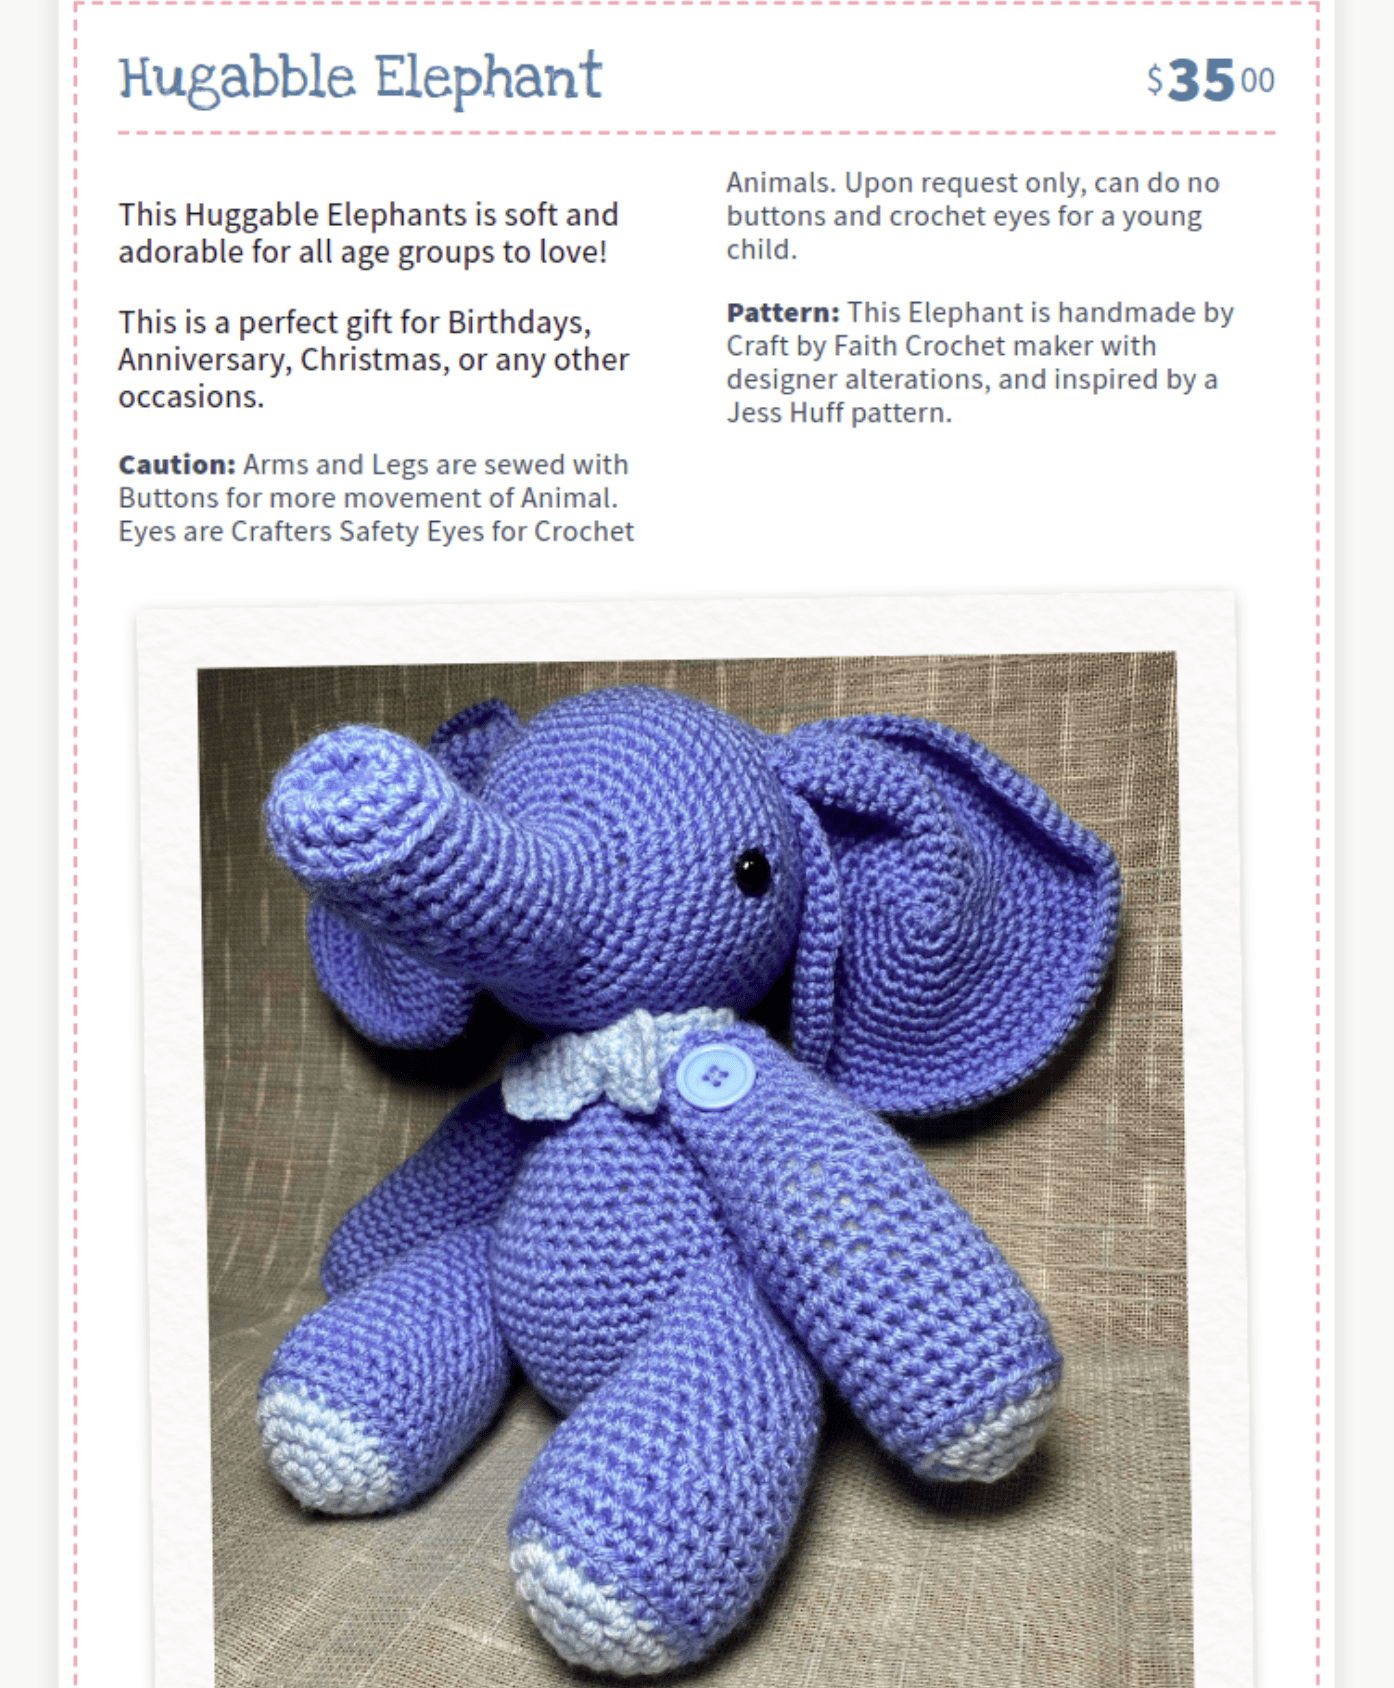 Hugabble Elephant
$3500
This Huggable Elephants is soft and
adorable for all age groups to love!
This is a perfect gift for Birthdays,
Anniversary, Christmas, or any other
occasions.
Caution: Arms and Legs are sewed with
Buttons for more movement of Animal.
Eyes are Crafters Safety Eyes for Crochet
Animals. Upon request only, can do no
buttons and crochet eyes for a young
child.
Pattern: This Elephant is handmade by
Craft by Faith Crochet maker with
designer alterations, and inspired by a
Jess Huff pattern.